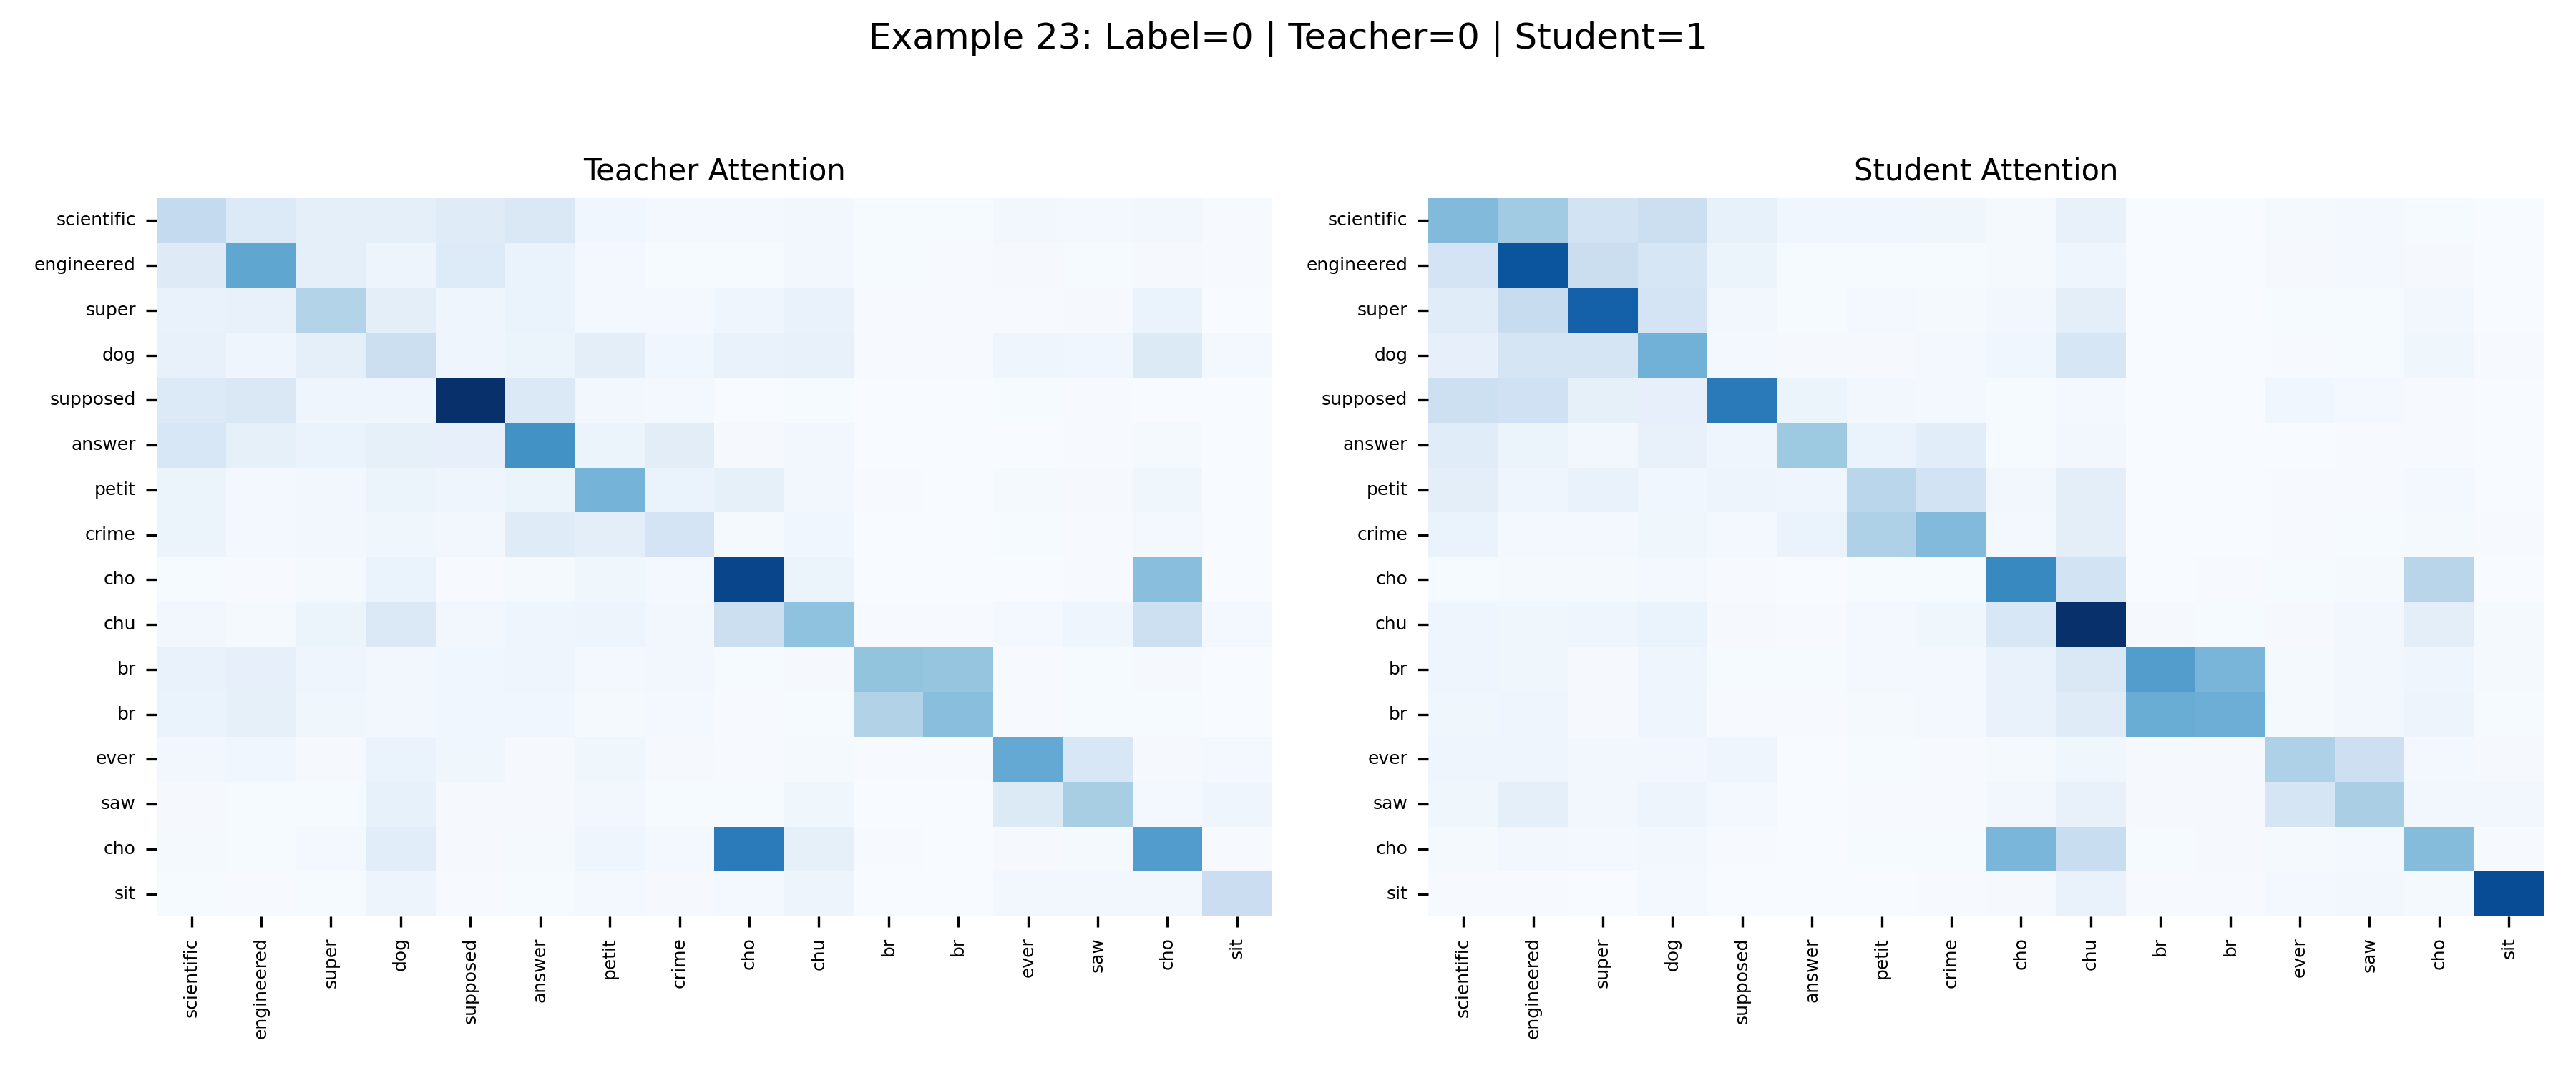 Example 23: Label=0 | Teacher=0 | Student=1
Teacher Attention
scientific
engineered
super
dog
supposed
answer
petit
crime
cho
chu
br
br
ever
saw
cho
sit
scientific
engineered
super
dog
supposed
answer
petit
crime
cho
chu
br
br
ever
saw
cho
sit
Student Attention
scientific
engineered
super
dog
supposed
answer
petit
crime
cho
chu
br
br
ever
saw
cho
sit
scientific
engineered
super
dog
supposed
answer
petit
crime
cho
chu
br
br
ever
saw
cho
sit